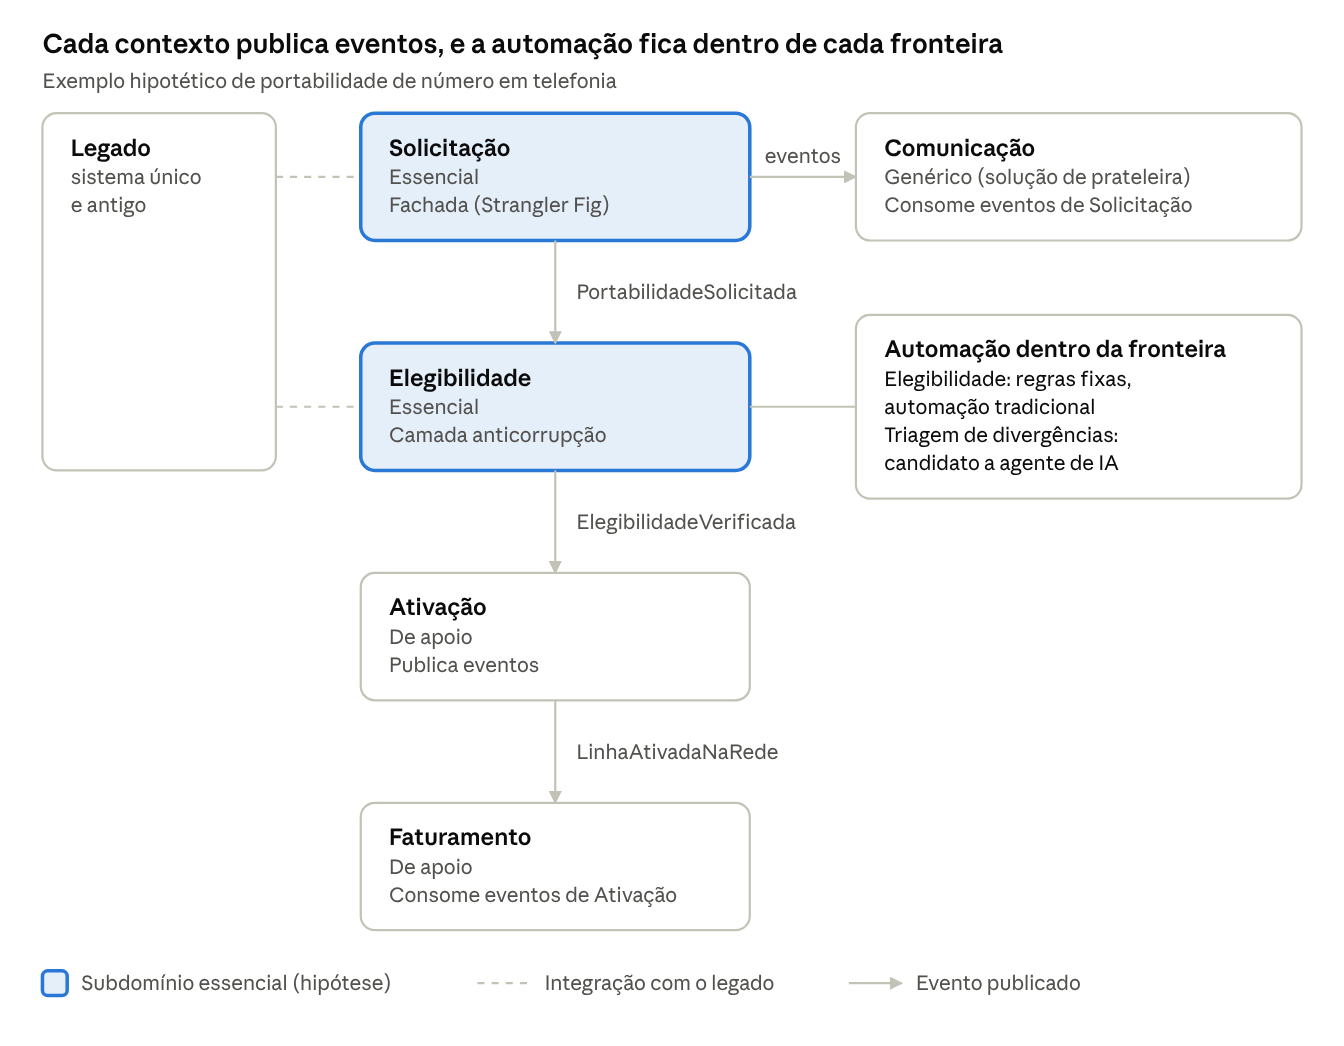 Cada contexto publica eventos, e a automação fica dentro de cada fronteira
Exemplo hipotético de portabilidade de número em telefonia
Legado
sistema único
e antigo
Solicitação
Essencial
Fachada (Strangler Fig)
eventos
Comunicação
Genérico (solução de prateleira)
Consome eventos de Solicitação
PortabilidadeSolicitada
Elegibilidade
Essencial
Camada anticorrupção
Automação dentro da fronteira
Elegibilidade: regras fixas,
automação tradicional
Triagem de divergências:
candidato a agente de IA
ElegibilidadeVerificada
Ativação
De apoio
Publica eventos
LinhaAtivadaNaRede
Faturamento
De apoio
Consome eventos de Ativação
Subdomínio essencial (hipótese)
Integração com o legado
Evento publicado